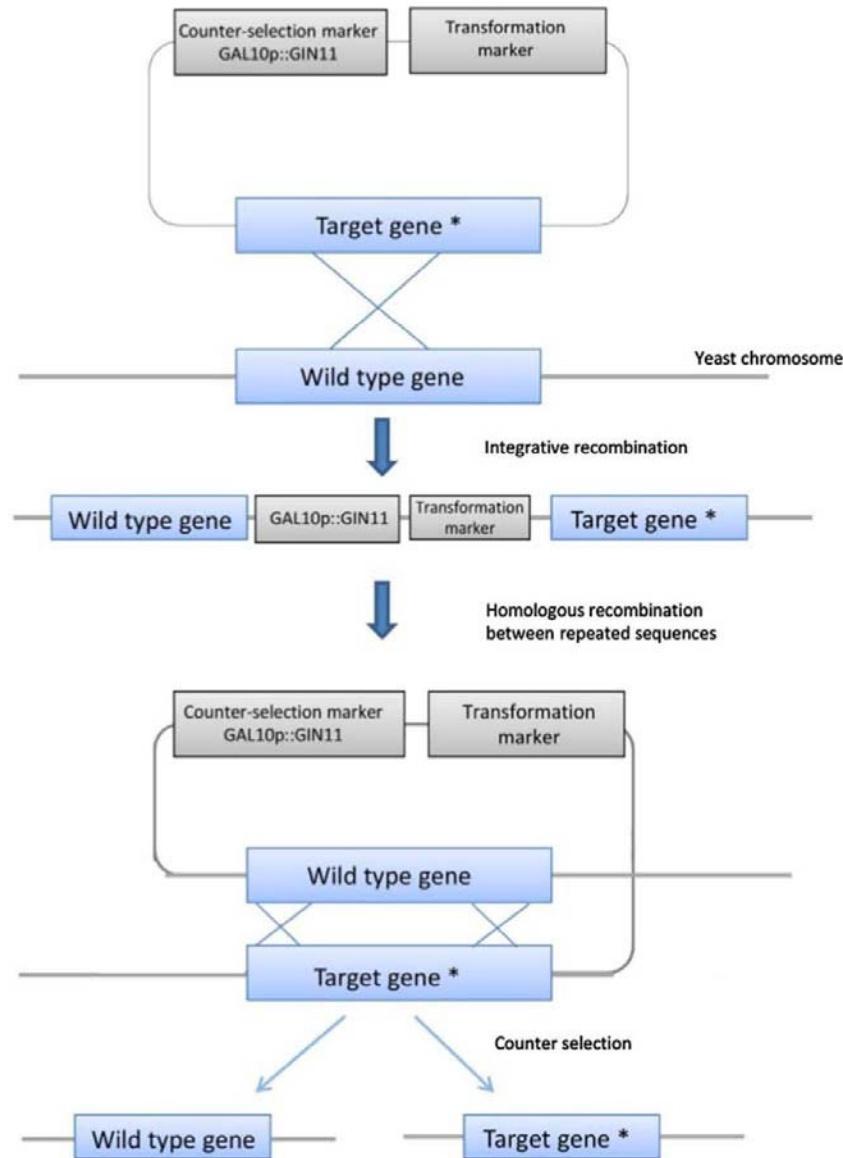 Counter-selection marker
GAL10p::GIN11
Transformation
marker
Target gene *
Wild type gene
Yeast chromosome
Integrative recombination
Wild type gene
GAL10p::GIN11
Transformation
marker
Target gene *
Homologous recombination
between repeated sequences
Counter-selection marker
GAL10p::GIN11
Transformation
marker
Wild type gene
Target gene *
Counter selection
Wild type gene
Target gene *